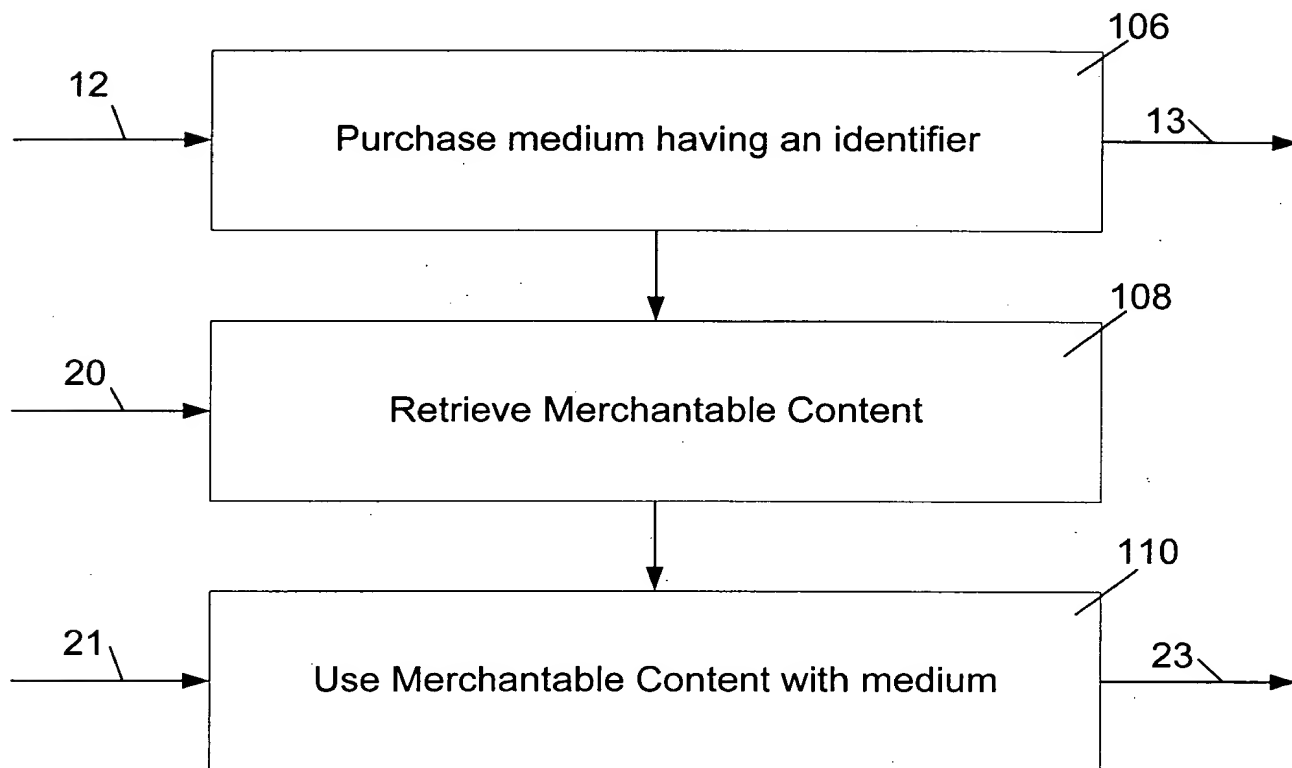 106
12
Purchase medium having an identifier
13
108
20
Retrieve Merchantable Content
110
21
Use Merchantable Content with medium
23